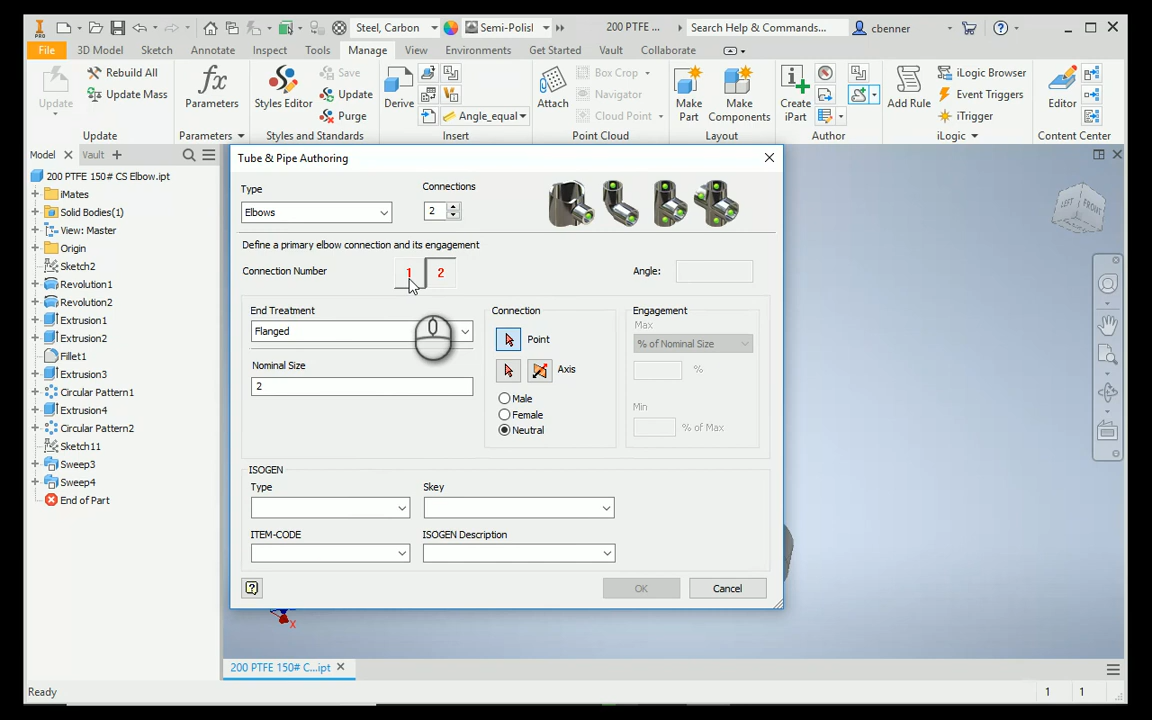 PRO
Steel, Carbon
Semi-Polisl
200 PTFE ...
Search Help & Commands...
cbenner
File
3D Model
Sketch
Annotate
Inspect
Tools
Manage
View
Environments
Get Started
Vault
Collaborate
Update
Rebuild All
Update Mass
Update
Parameters
Parameters
Styles Editor
Save
Update
Purge
Styles and Standards
Derive
Angle_equal
Insert
Attach
Box Crop
Navigator
Cloud Point
Point Cloud
Make Part
Make Components
Layout
Create iPart
Author
Add Rule
iLogic Browser
Event Triggers
iTrigger
iLogic
Editor
Content Center
Model
Vault
200 PTFE 150# CS Elbow.ipt
iMates
Solid Bodies(1)
View: Master
Origin
Sketch2
Revolution1
Revolution2
Extrusion1
Extrusion2
Fillet1
Extrusion3
Circular Pattern1
Extrusion4
Circular Pattern2
Sketch11
Sweep3
Sweep4
End of Part
Tube & Pipe Authoring
Type
Elbows
Connections
2
Define a primary elbow connection and its engagement
Connection Number
1
2
Angle:
End Treatment
Flanged
Nominal Size
2
Connection
Point
Axis
Male
Female
Neutral
Engagement
Max
% of Nominal Size
%
Min
% of Max
ISOGEN
Type
Skey
ITEM-CODE
ISOGEN Description
OK
Cancel
LEFT
FRONT
X
200 PTFE 150# C...ipt
Ready
1
1